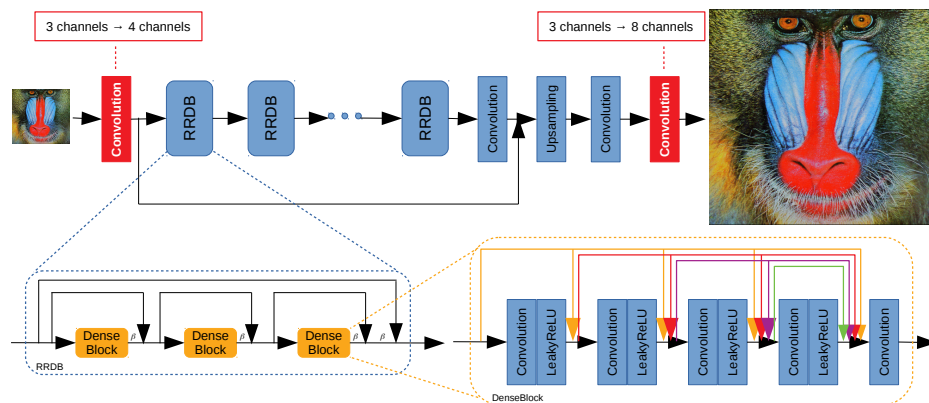 3 channels → 4 channels
3 channels → 8 channels
Convolution
RRDB
RRDB
RRDB
Convolution
Upsampling
Convolution
Convolution
Dense
Block
β
Dense
Block
β
Dense
Block
β
β
RRDB
Convolution
LeakyReLU
Convolution
LeakyReLU
Convolution
LeakyReLU
Convolution
LeakyReLU
Convolution
DenseBlock